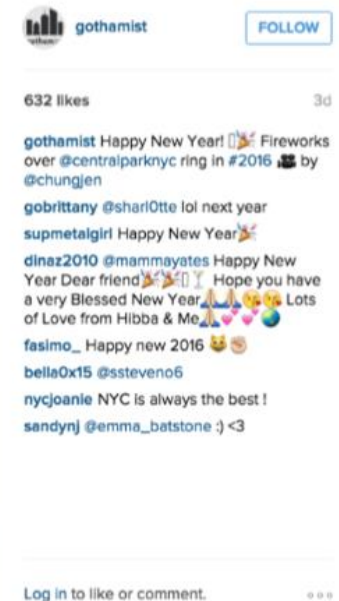 gothamist
FOLLOW
632 likes
3d
gothamist Happy New Year! 🎉 Fireworks
over @centralparknyc ring in #2016 🎥 by
@chungjen
gobrittany @sharl0tte lol next year
supmetalgirl Happy New Year🎉
dinaz2010 @mammayates Happy New
Year Dear friend🎉🎉🍸 Hope you have
a very Blessed New Year🙏🙏😘😘 Lots
of Love from Hibba & Me🙏💕💕🌏
fasimo_ Happy new 2016 😺✊
bella0x15 @ssteveno6
nycjoanie NYC is always the best !
sandynj @emma_batstone :) <3
Log in to like or comment.